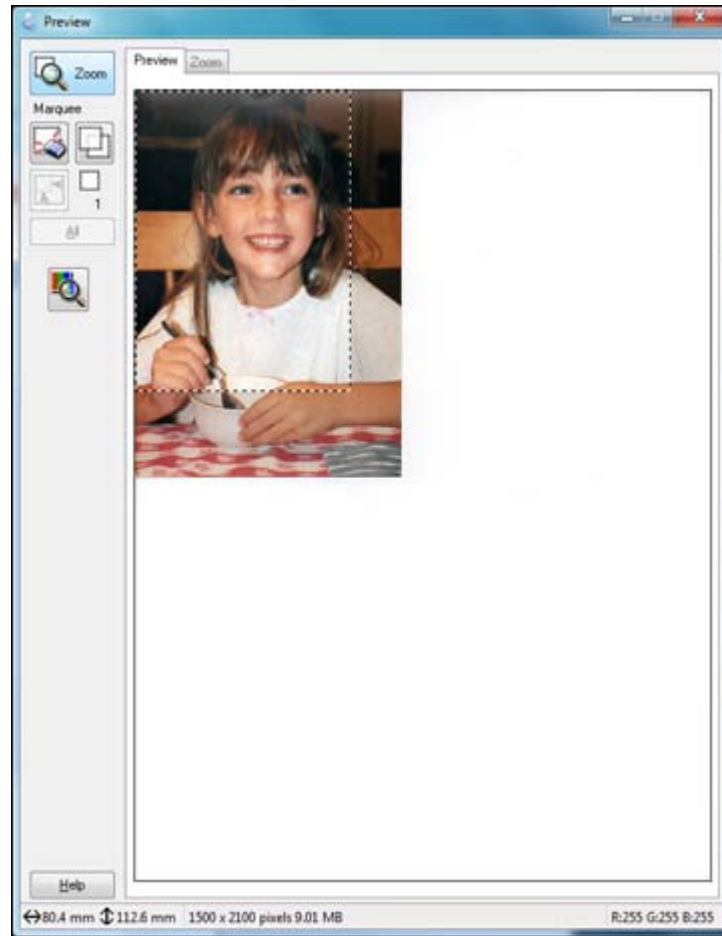 Preview
Zoom
Preview
Zoom
Marquee
1
All
Help
80.4 mm 112.6 mm 1500 x 2100 pixels 9.01 MB R:255 G:255 B:255